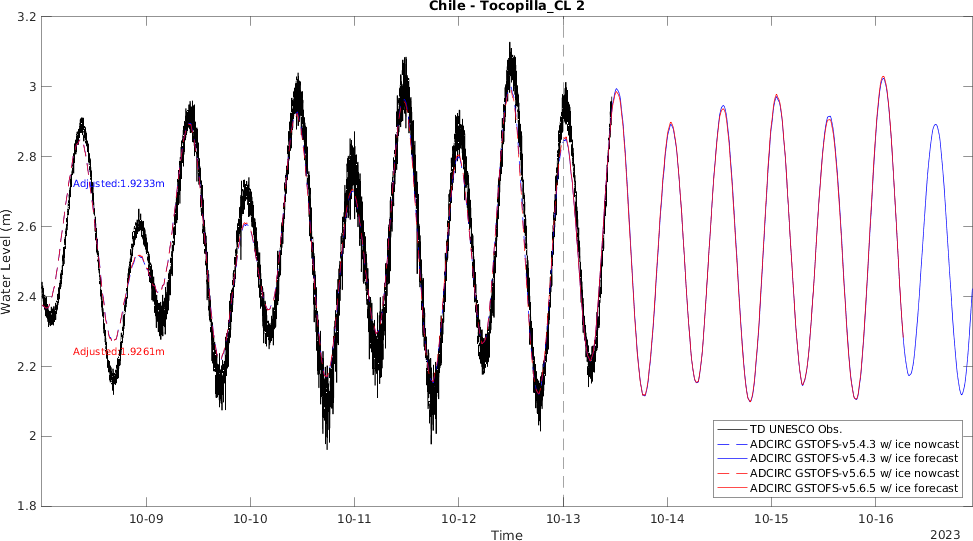 Chile - Tocopilla_CL 2
3.2
3
2.8
2.6
2.4
2.2
2
1.8
Water Level (m)
Adjusted:1.9233m
Adjusted:1.9261m
TD UNESCO Obs.
ADCIRC GSTOFS-v5.4.3 w/ ice nowcast
ADCIRC GSTOFS-v5.4.3 w/ ice forecast
ADCIRC GSTOFS-v5.6.5 w/ ice nowcast
ADCIRC GSTOFS-v5.6.5 w/ ice forecast
10-09 10-10 10-11 10-12 10-13 10-14 10-15 10-16
Time
2023